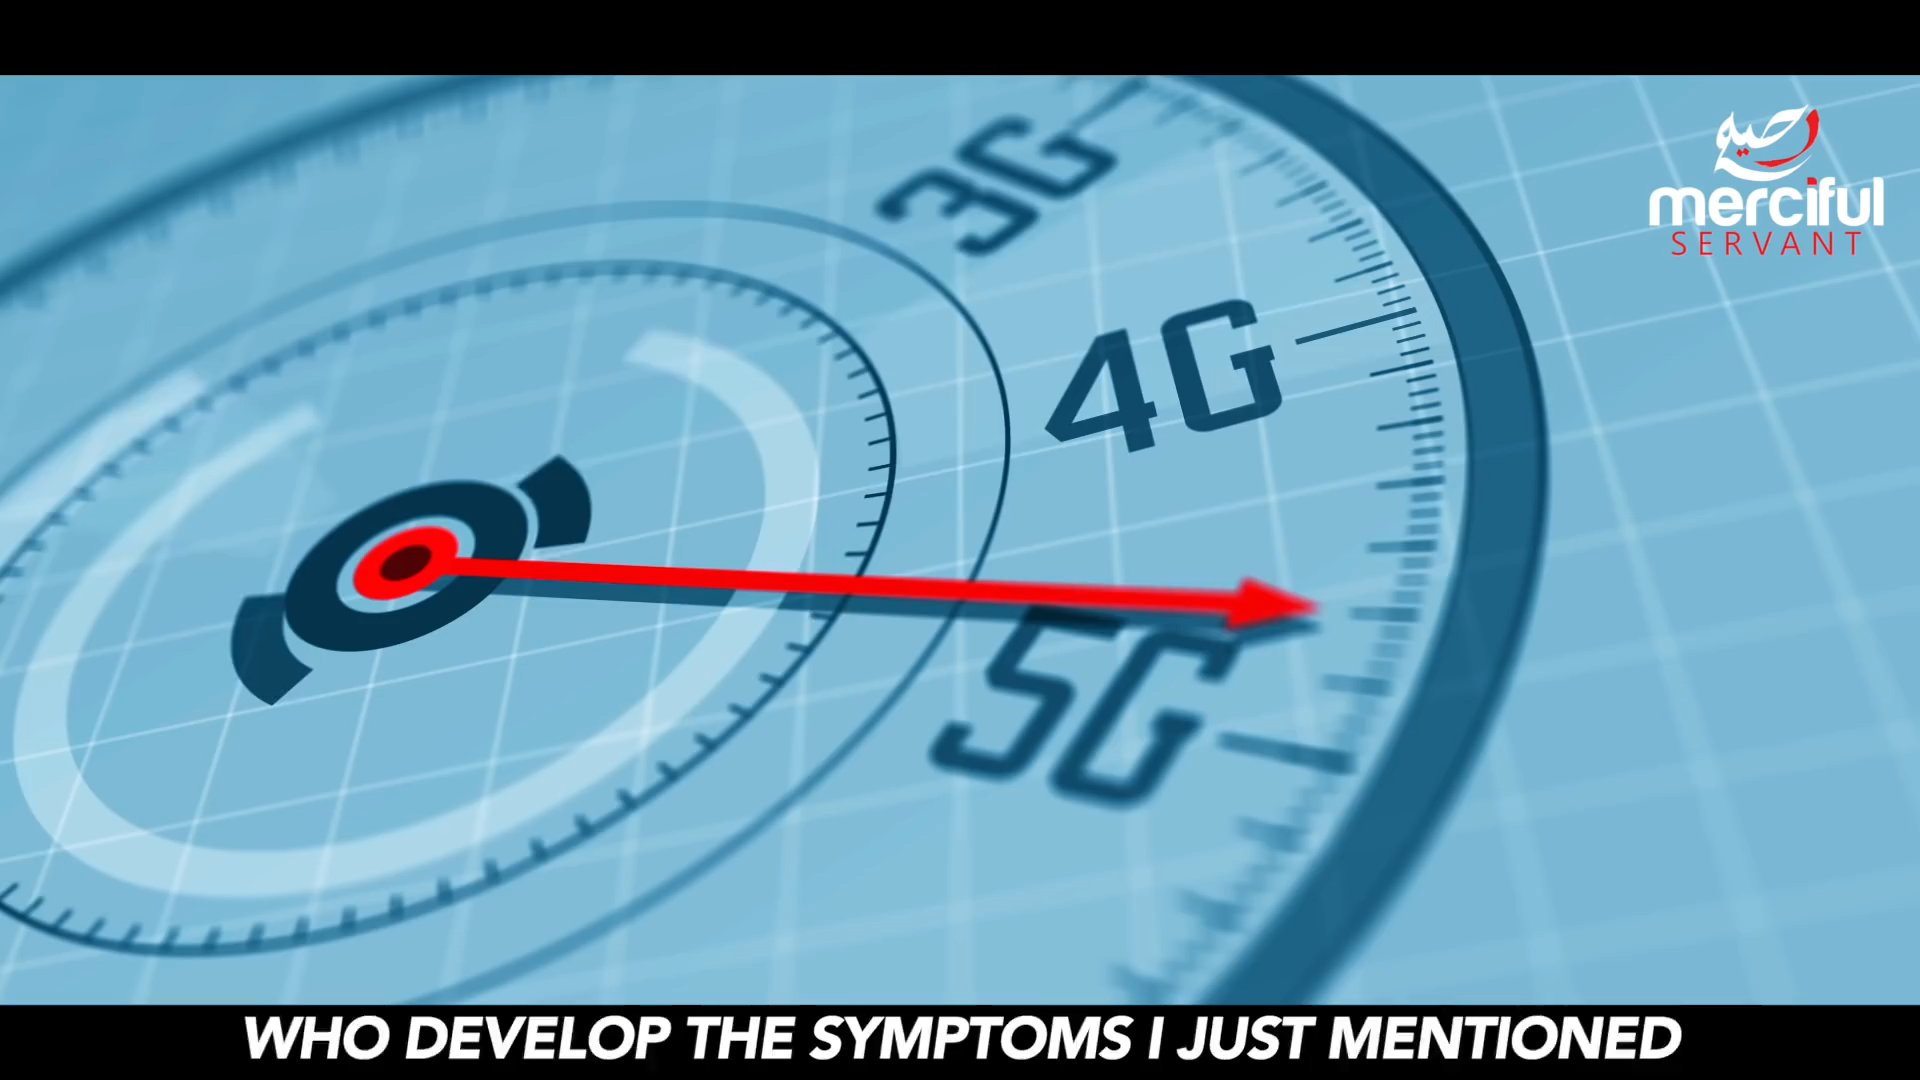 3G
رحيم
merciful
SERVANT
4G
5G
WHO DEVELOP THE SYMPTOMS I JUST MENTIONED